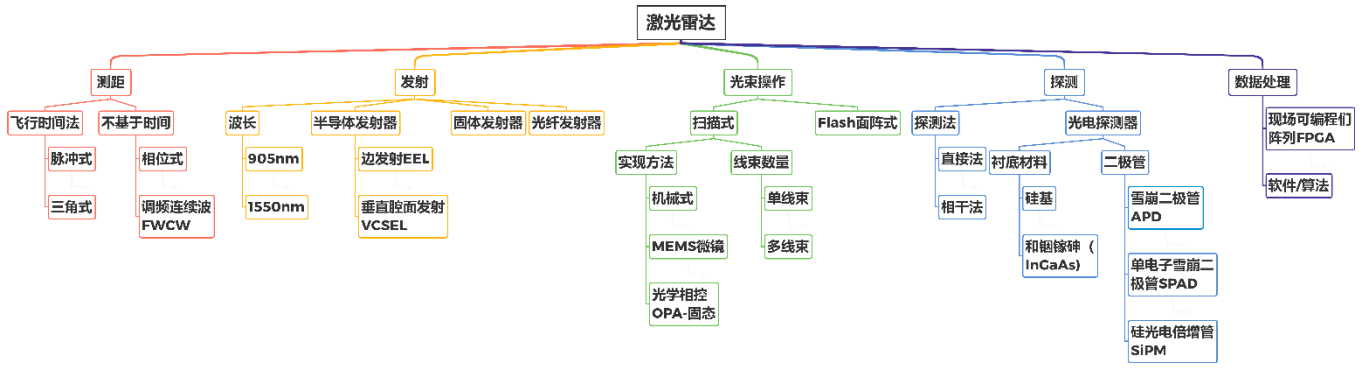 激光雷达
测距
发射
光束操作
探测
数据处理
飞行时间法
不基于时间
波长
半导体发射器
固体发射器
光纤发射器
扫描式
Flash面阵式
探测法
光电探测器
现场可编程们
阵列FPGA
软件/算法
脉冲式
三角式
相位式
调频连续波
FWCW
905nm
1550nm
边发射EEL
垂直腔面发射
VCSEL
实现方法
线束数量
机械式
MEMS微镜
光学相控
OPA-固态
单线束
多线束
直接法
相干法
衬底材料
二极管
硅基
和铟镓砷（
InGaAs)
雪崩二极管
APD
单电子雪崩二
极管SPAD
硅光电倍增管
SiPM